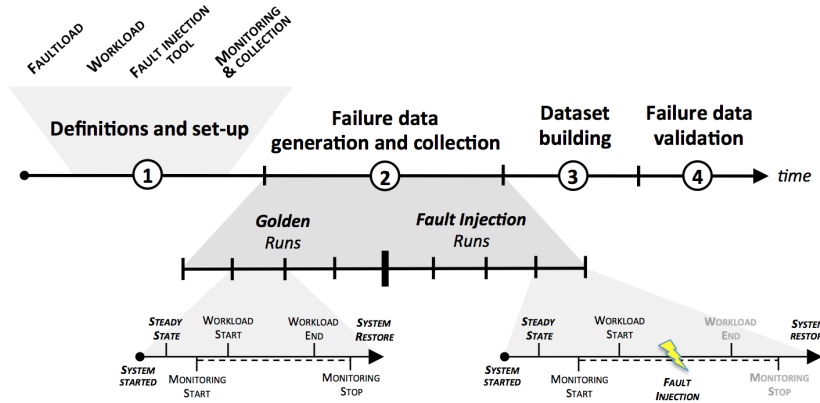 FAULTLOAD
WORKLOAD
FAULT INJECTION
TOOL
MONITORING
& COLLECTION
Definitions and set-up
Failure data
generation and collection
Dataset
building
Failure data
validation
1
2
3
4
time
Golden
Runs
Fault Injection
Runs
STEADY
STATE
WORKLOAD
START
WORKLOAD
END
SYSTEM
RESTORE
SYSTEM
STARTED
MONITORING
START
MONITORING
STOP
STEADY
STATE
WORKLOAD
START
WORKLOAD
END
SYSTEM
RESTORE
SYSTEM
STARTED
MONITORING
START
FAULT
INJECTION
MONITORING
STOP